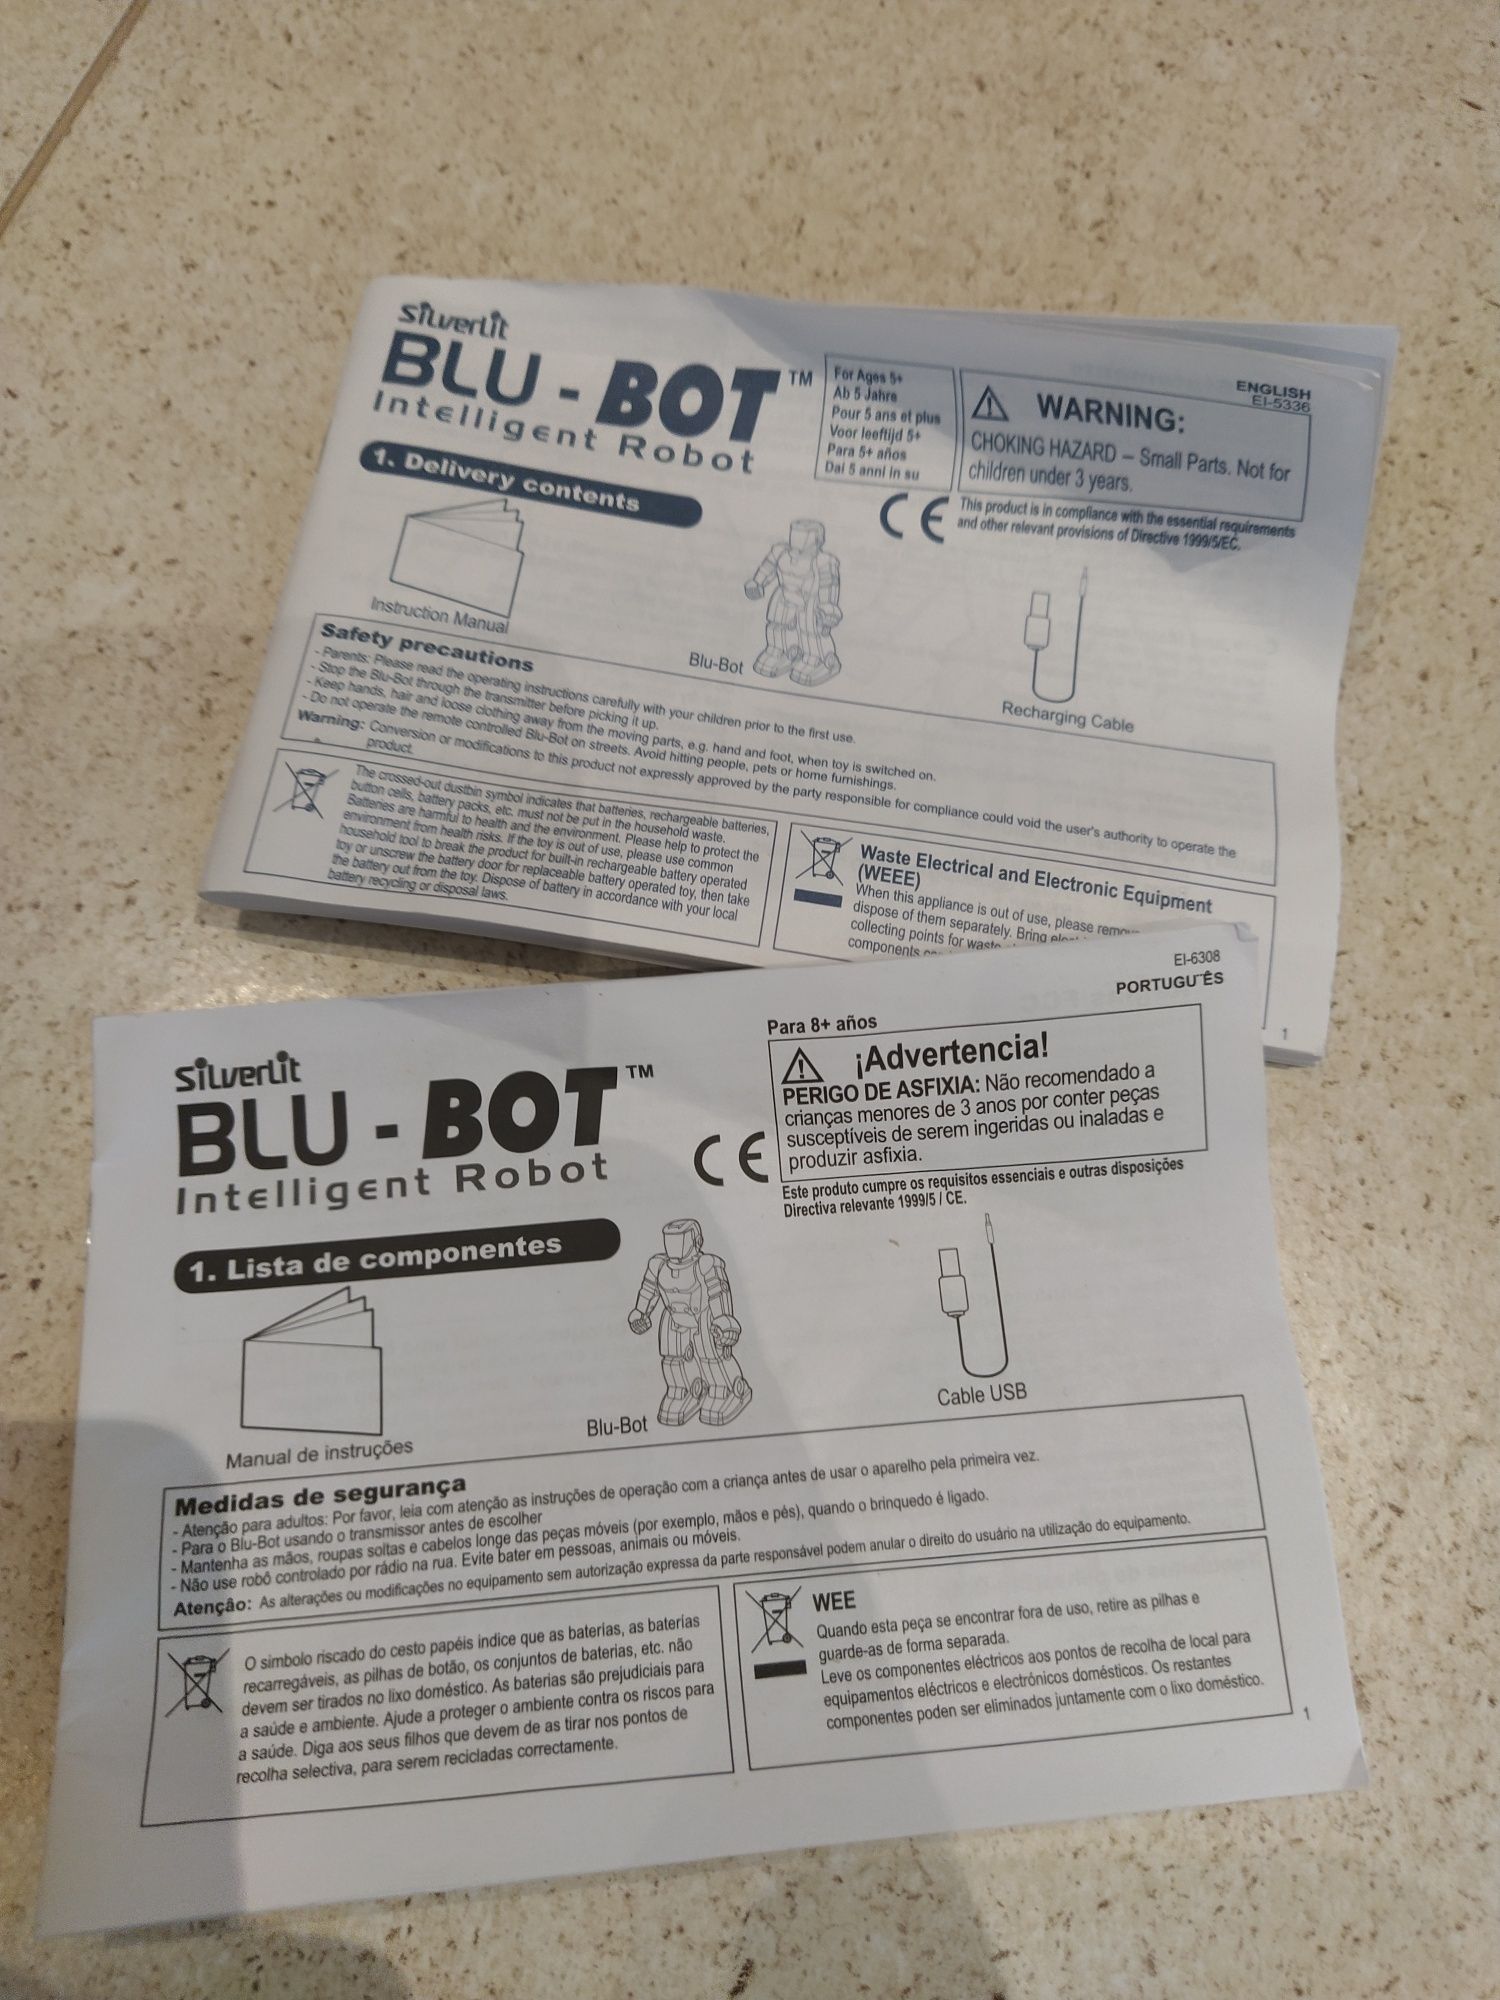 Silverlit
BLU-BOT™
Intelligent Robot
For Ages 5+
Ab 5 Jahre
Pour 5 ans et plus
Voor leeftijd 5+
Para 5+ años
Dai 5 anni in su
ENGLISH
EI-5336
WARNING:
CHOKING HAZARD – Small Parts. Not for
children under 3 years.
CE
This product is in compliance with the essential requirements
and other relevant provisions of Directive 1999/5/EC.
1. Delivery contents
Instruction Manual
Blu-Bot
Recharging Cable
Safety precautions
- Parents: Please read the operating instructions carefully with your children prior to the first use.
- Stop the Blu-Bot through the transmitter before picking it up.
- Keep hands, hair and loose clothing away from the moving parts, e.g. hand and foot, when toy is switched on.
- Do not operate the remote controlled Blu-Bot on streets. Avoid hitting people, pets or home furnishings.
Warning: Conversion or modifications to this product not expressly approved by the party responsible for compliance could void the user's authority to operate the
product.
The crossed-out dustbin symbol indicates that batteries, rechargeable batteries,
button cells, battery packs, etc. must not be put in the household waste.
Batteries are harmful to health and the environment. Please help to protect the
environment from health risks. If the toy is out of use, please use common
household tool to break the product for built-in rechargeable battery operated
toy or unscrew the battery door for replaceable battery operated toy, then take
the battery out from the toy. Dispose of battery in accordance with your local
battery recycling or disposal laws.
Waste Electrical and Electronic Equipment
(WEEE)
When this appliance is out of use, please
dispose of them separately. Bring
collecting points for waste
components
1
EI-6308
PORTUGU¨ÊS
Silverlit
BLU-BOT™
Intelligent Robot
Para 8+ años
¡Advertencia!
PERIGO DE ASFIXIA: Não recomendado a
crianças menores de 3 anos por conter peças
susceptíveis de serem ingeridas ou inaladas e
produzir asfixia.
CE
Este produto cumpre os requisitos essenciais e outras disposições
Directiva relevante 1999/5 / CE.
1. Lista de componentes
Manual de instruções
Blu-Bot
Cable USB
Medidas de segurança
- Atenção para adultos: Por favor, leia com atenção as instruções de operação com a criança antes de usar o aparelho pela primeira vez.
- Para o Blu-Bot usando o transmissor antes de escolher
- Mantenha as mãos, roupas soltas e cabelos longe das peças móveis (por exemplo, mãos e pés), quando o brinquedo é ligado.
- Não use robô controlado por rádio na rua. Evite bater em pessoas, animais ou móveis.
Atenção: As alterações ou modificações no equipamento sem autorização expressa da parte responsável podem anular o direito do usuário na utilização do equipamento.
O simbolo riscado do cesto papéis indice que as baterias, as baterias
recarregáveis, as pilhas de botão, os conjuntos de baterias, etc. não
devem ser tirados no lixo doméstico. As baterias são prejudiciais para
a saúde e ambiente. Ajude a proteger o ambiente contra os riscos para
a saúde. Diga aos seus filhos que devem de as tirar nos pontos de
recolha selectiva, para serem recicladas correctamente.
WEE
Quando esta peça se encontrar fora de uso, retire as pilhas e
guarde-as de forma separada.
Leve os componentes eléctricos aos pontos de recolha de local para
equipamentos eléctricos e electrónicos domésticos. Os restantes
componentes poden ser eliminados juntamente com o lixo doméstico.
1